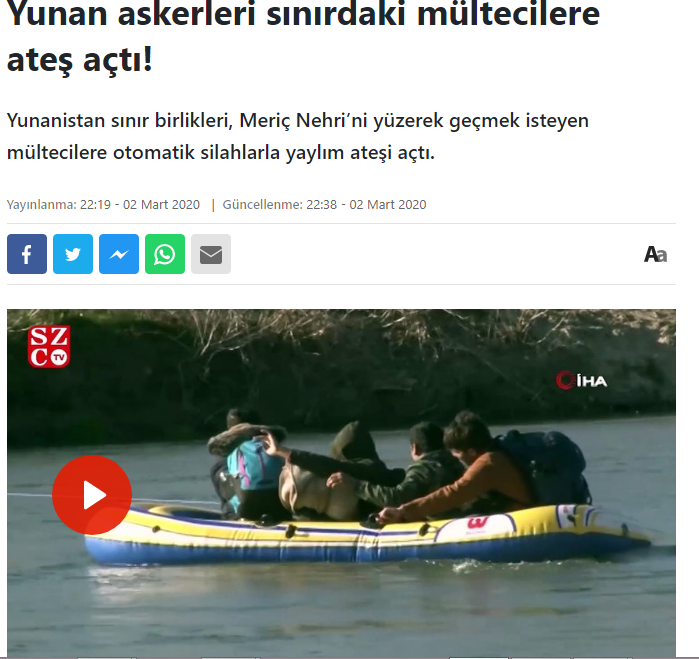 Yunan askerleri sınırdaki mültecilere
ateş açtı!
Yunanistan sınır birlikleri, Meriç Nehri’ni yüzerek geçmek isteyen
mültecilere otomatik silahlarla yaylım ateşi açtı.
Yayınlanma: 22:19 - 02 Mart 2020 | Güncellenme: 22:38 - 02 Mart 2020
Aa
SZC TV
İHA